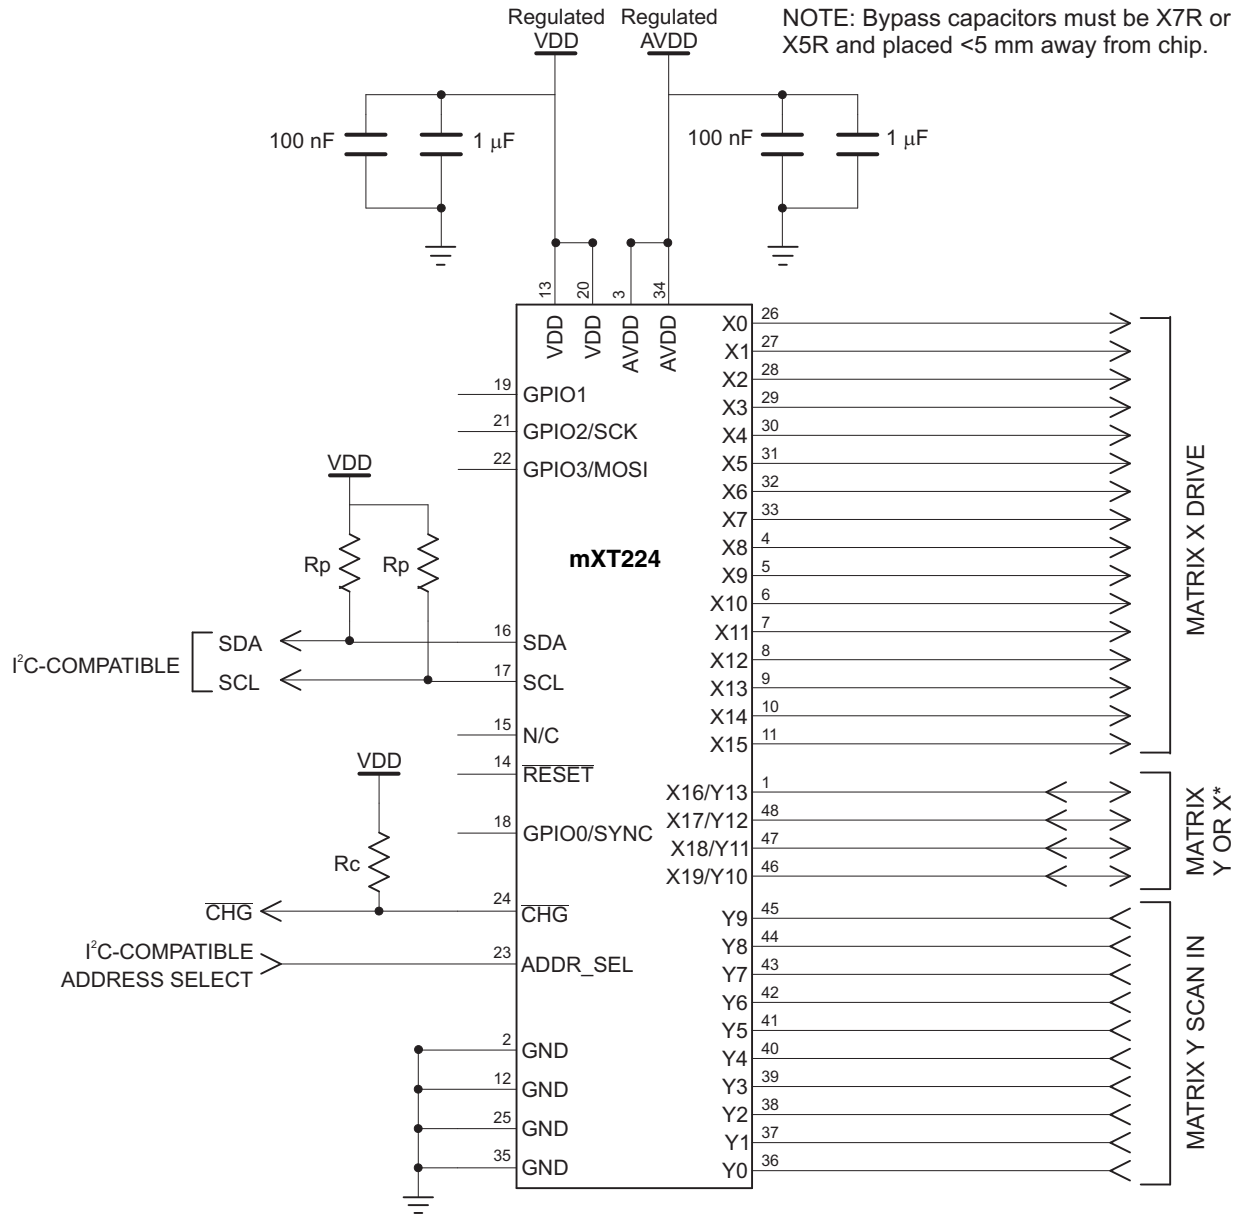 Regulated
VDD
Regulated
AVDD
NOTE: Bypass capacitors must be X7R or
X5R and placed <5 mm away from chip.
100 nF
1 μF
100 nF
1 μF
13
20
3
34
VDD
VDD
AVDD
AVDD
mXT224
19 GPIO1
21 GPIO2/SCK
22 GPIO3/MOSI
VDD
Rp
Rp
I²C-COMPATIBLE
SDA
16 SDA
SCL
17 SCL
15 N/C
14 RESET
VDD
18 GPIO0/SYNC
Rc
CHG
24 CHG
I²C-COMPATIBLE
ADDRESS SELECT
23 ADDR_SEL
2 GND
12 GND
25 GND
35 GND
X0 26
X1 27
X2 28
X3 29
X4 30
X5 31
X6 32
X7 33
X8 4
X9 5
X10 6
X11 7
X12 8
X13 9
X14 10
X15 11
MATRIX X DRIVE
X16/Y13 1
X17/Y12 48
X18/Y11 47
X19/Y10 46
MATRIX
Y OR X*
Y9 45
Y8 44
Y7 43
Y6 42
Y5 41
Y4 40
Y3 39
Y2 38
Y1 37
Y0 36
MATRIX Y SCAN IN